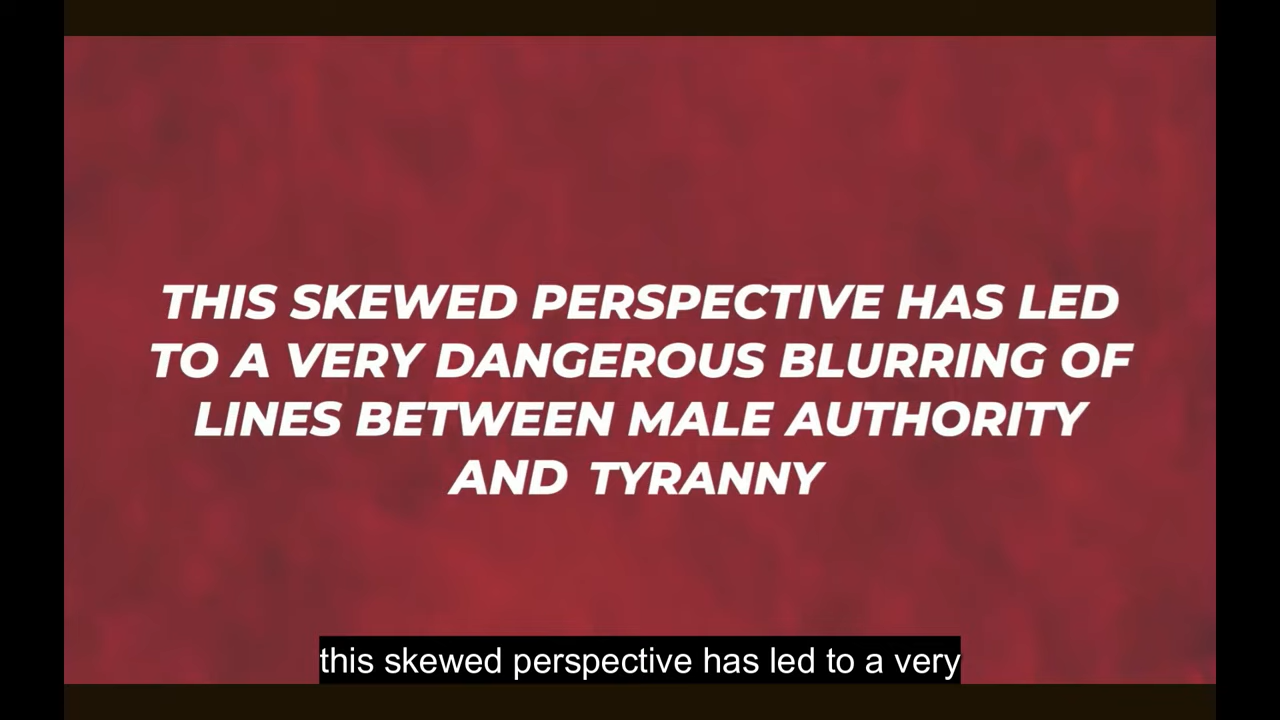 THIS SKEWED PERSPECTIVE HAS LED
TO A VERY DANGEROUS BLURRING OF
LINES BETWEEN MALE AUTHORITY
AND TYRANNY
this skewed perspective has led to a very